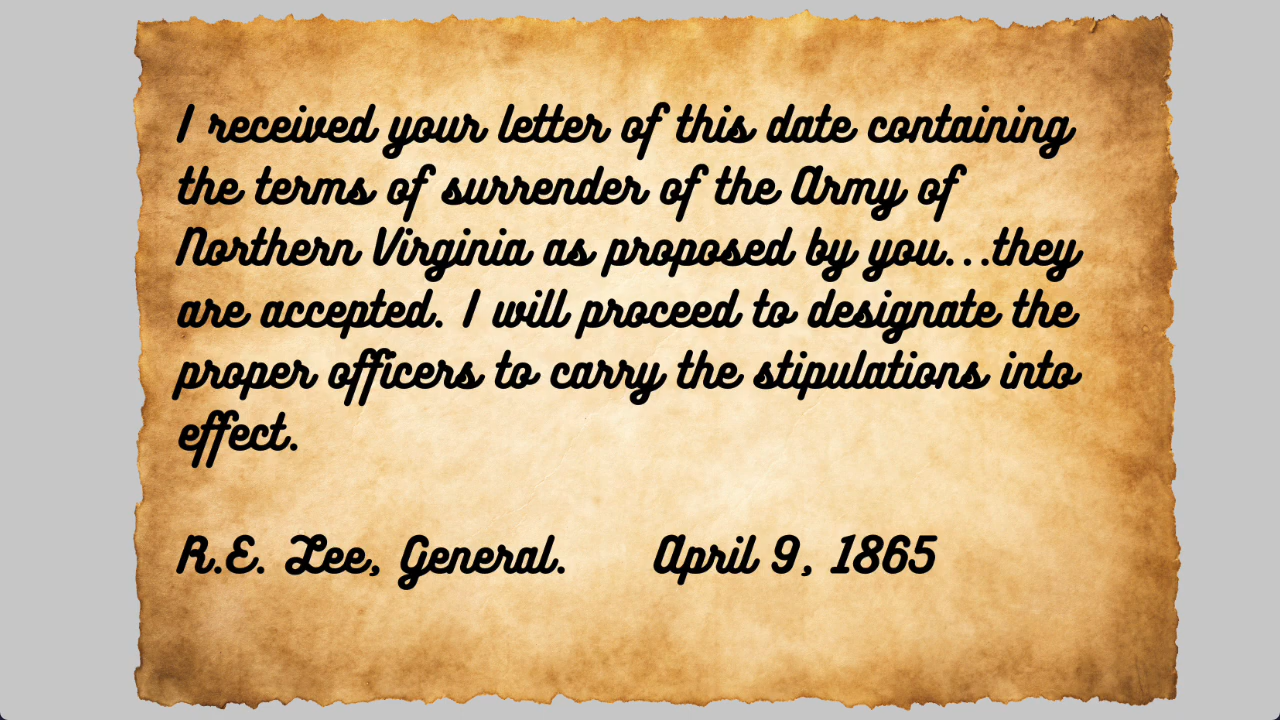 I received your letter of this date containing
the terms of surrender of the Army of
Northern Virginia as proposed by you...they
are accepted. I will proceed to designate the
proper officers to carry the stipulations into
effect.
R.E. Lee, General. April 9, 1865